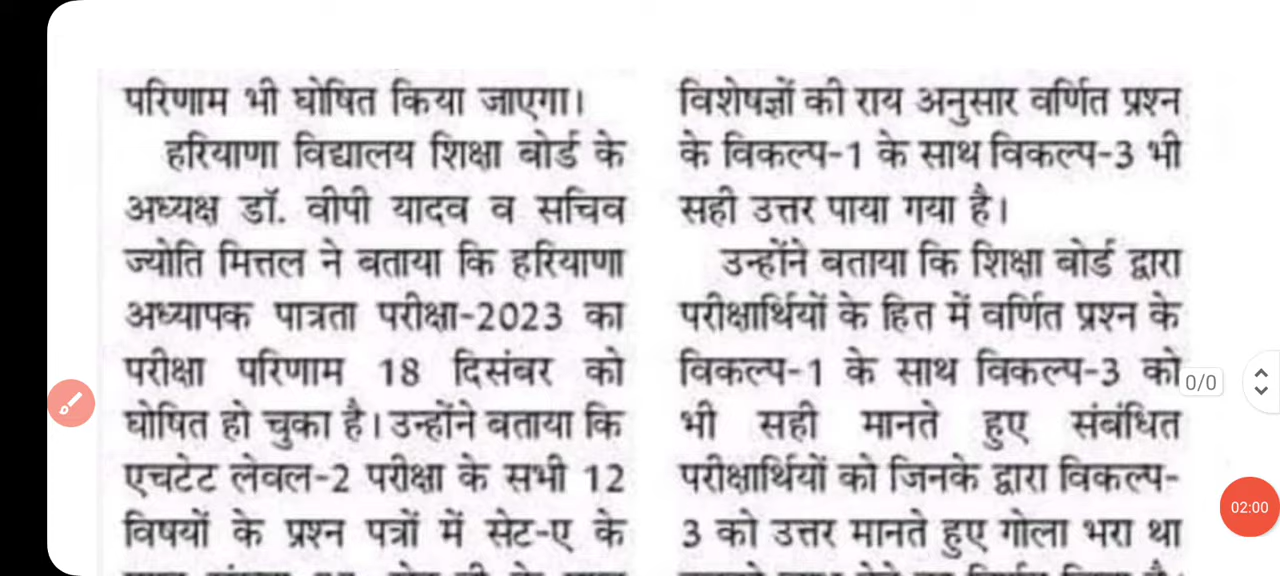 परिणाम भी घोषित किया जाएगा।
हरियाणा विद्यालय शिक्षा बोर्ड के
अध्यक्ष डॉ. वीपी यादव व सचिव
ज्योति मित्तल ने बताया कि हरियाणा
अध्यापक पात्रता परीक्षा-2023 का
परीक्षा परिणाम 18 दिसंबर को
घोषित हो चुका है। उन्होंने बताया कि
एचटेट लेवल-2 परीक्षा के सभी 12
विषयों के प्रश्न पत्रों में सेट-ए के
विशेषज्ञों की राय अनुसार वर्णित प्रश्न
के विकल्प-1 के साथ विकल्प-3 भी
सही उत्तर पाया गया है।
उन्होंने बताया कि शिक्षा बोर्ड द्वारा
परीक्षार्थियों के हित में वर्णित प्रश्न के
विकल्प-1 के साथ विकल्प-3 को
भी सही मानते हुए संबंधित
परीक्षार्थियों को जिनके द्वारा विकल्प-
3 को उत्तर मानते हुए गोला भरा था
0/0
02:00